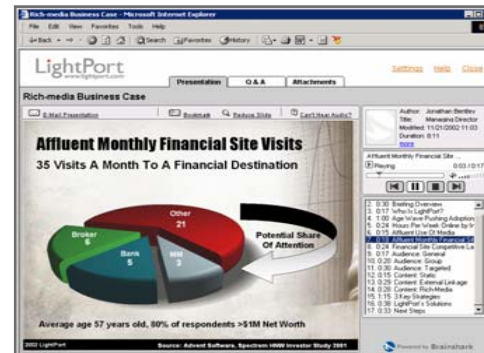 Rich-media Business Case - Microsoft Internet Explorer
File Edit View Favorites Tools Help
Back Search Favorites History
LightPort
www.lightport.com
Settings Help Close
Presentation Q & A Attachments
Rich-media Business Case
E-Mail Presentation Bookmark Reduce Slide Can't Hear Audio?
Affluent Monthly Financial Site Visits
35 Visits A Month To A Financial Destination
Other
21
Broker
6
Bank
5
MM
3
Potential Share
Of Attention
Average age 57 years old, 80% of respondents >$1M Net Worth
2002 LightPort Source: Advent Software, Spectrem HNW Investor Study 2001
Author: Jonathan Bentley
Title: Managing Director
Modified: 11/21/2002 11:03
Duration: 8:11
more
Affluent Monthly Financial Site ...
Playing 0:03 / 0:17
2. 0:30 Briefing Overview
3. 0:17 Who Is LightPort?
4. 1:00 Age Wave Pushing Adoption
5. 0:24 Hours Per Week Online by In
6. 0:15 Affluent Use Of Media
7. Affluent Monthly Financial Sit
8. 0:24 Financial Site Competitive La
9. 0:17 Audience: General
10. 0:20 Audience: Group
11. 0:30 Audience: Targeted
12. 0:15 Content: Static
13. 0:29 Content: External Linkage
14. 0:28 Content: Rich-Media
15. 1:15 3 Key Strategies
16. 0:38 LightPort's Solutions
17. 0:33 Next Steps
Powered by Brainshark